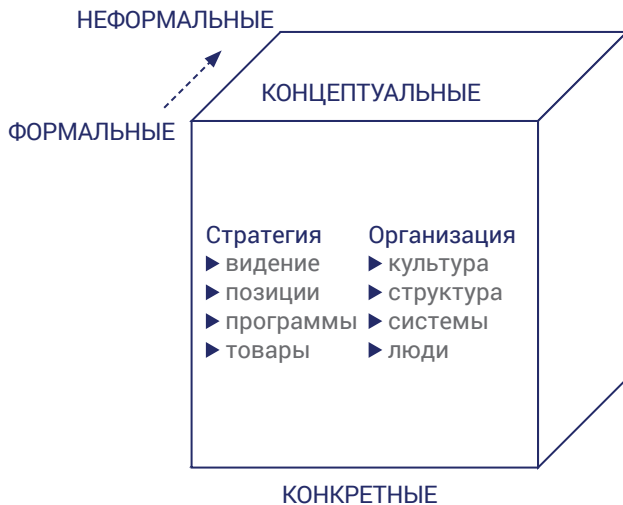 НЕФОРМАЛЬНЫЕ
КОНЦЕПТУАЛЬНЫЕ
ФОРМАЛЬНЫЕ
Стратегия Организация
▶ видение ▶ культура
▶ позиции ▶ структура
▶ программы ▶ системы
▶ товары ▶ люди
КОНКРЕТНЫЕ